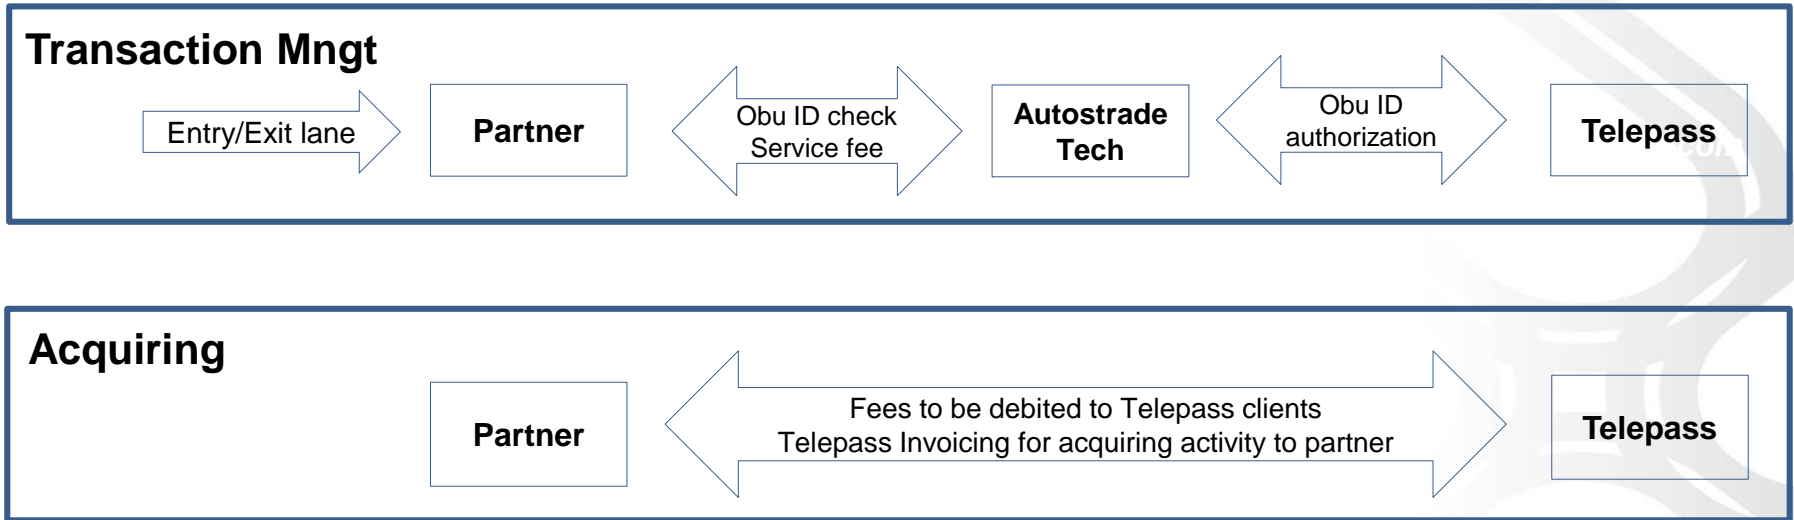 Transaction Mngt
Entry/Exit lane
Partner
Obu ID check
Service fee
Autostrade
Tech
Obu ID
authorization
Telepass
.com
Acquiring
Partner
Fees to be debited to Telepass clients
Telepass Invoicing for acquiring activity to partner
Telepass